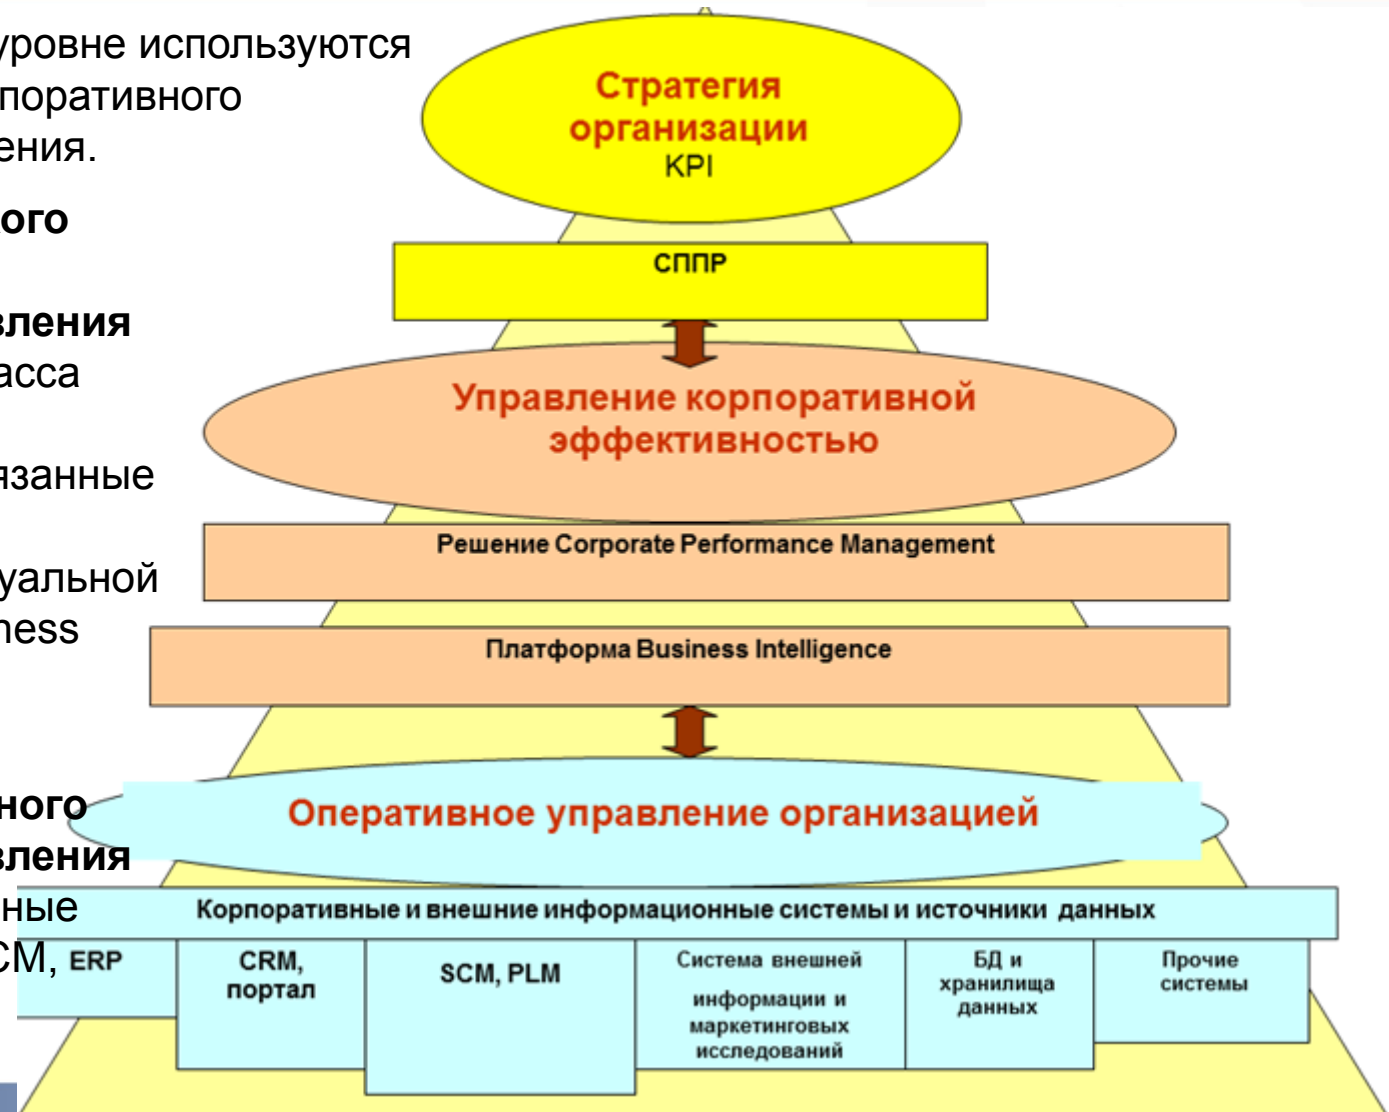 уровне используются
поративного
ения.
кого
вления
асса
язанные
уальной
ness
ного
вления
ные
CM,
Стратегия
организации
KPI
СППР
Управление корпоративной
эффективностью
Решение Corporate Performance Management
Платформа Business Intelligence
Оперативное управление организацией
Корпоративные и внешние информационные системы и источники данных
ERP
CRM,
портал
SCM, PLM
Система внешней
информации и
маркетинговых
исследований
БД и
хранилища
данных
Прочие
системы